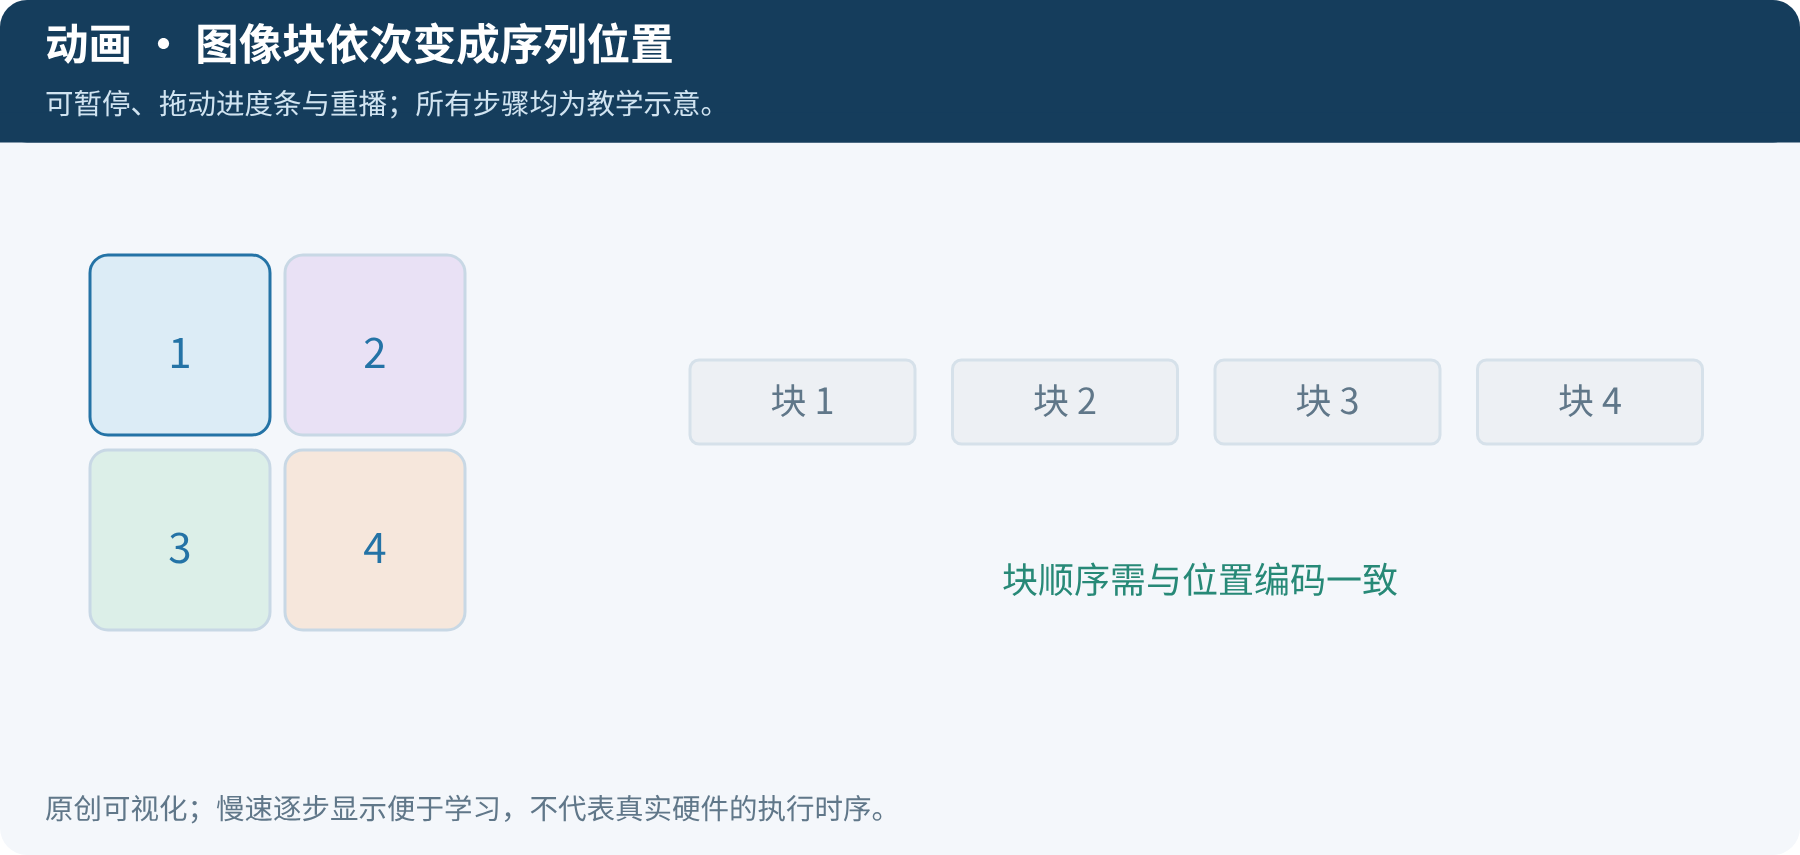 动画 · 图像块依次变成序列位置
可暂停、拖动进度条与重播；所有步骤均为教学示意。
1 2
块 1 块 2 块 3 块 4
3 4
块顺序需与位置编码一致
原创可视化；慢速逐步显示便于学习，不代表真实硬件的执行时序。